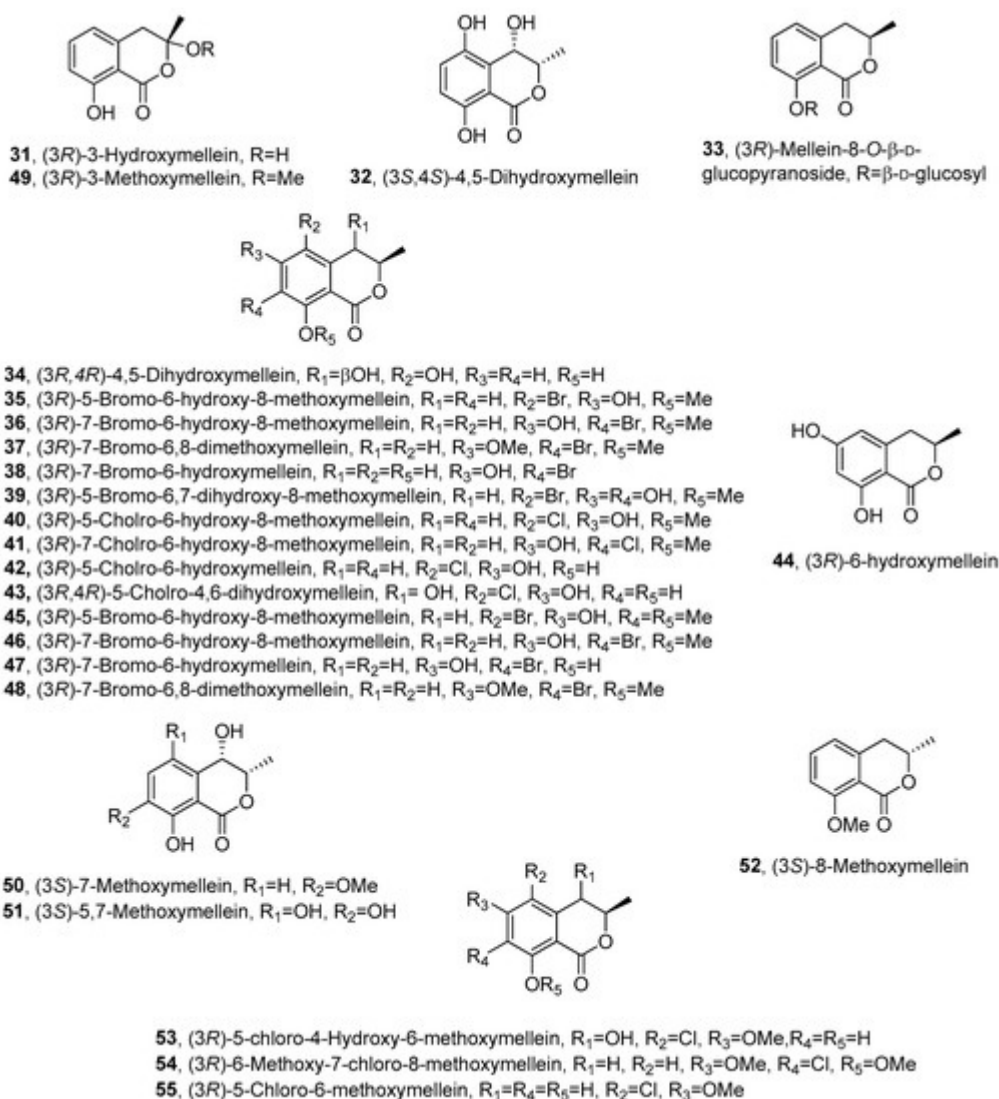 OR
O
OH O
31, (3R)-3-Hydroxymellein, R=H
49, (3R)-3-Methoxymellein, R=Me
OH OH
O
OH O
32, (3S,4S)-4,5-Dihydroxymellein
O
OR O
33, (3R)-Mellein-8-O-β-D-
glucopyranoside, R=β-D-glucosyl
R₂ R₁
R₃
O
R₄
OR₅ O
34, (3R,4R)-4,5-Dihydroxymellein, R₁=βOH, R₂=OH, R₃=R₄=H, R₅=H
35, (3R)-5-Bromo-6-hydroxy-8-methoxymellein, R₁=R₄=H, R₂=Br, R₃=OH, R₅=Me
36, (3R)-7-Bromo-6-hydroxy-8-methoxymellein, R₁=R₂=H, R₃=OH, R₄=Br, R₅=Me
37, (3R)-7-Bromo-6,8-dimethoxymellein, R₁=R₂=H, R₃=OMe, R₄=Br, R₅=Me
38, (3R)-7-Bromo-6-hydroxymellein, R₁=R₂=R₅=H, R₃=OH, R₄=Br
39, (3R)-5-Bromo-6,7-dihydroxy-8-methoxymellein, R₁=H, R₂=Br, R₃=R₄=OH, R₅=Me
40, (3R)-5-Cholro-6-hydroxy-8-methoxymellein, R₁=R₄=H, R₂=Cl, R₃=OH, R₅=Me
41, (3R)-7-Cholro-6-hydroxy-8-methoxymellein, R₁=R₂=H, R₃=OH, R₄=Cl, R₅=Me
42, (3R)-5-Cholro-6-hydroxymellein, R₁=R₄=H, R₂=Cl, R₃=OH, R₅=H
43, (3R,4R)-5-Cholro-4,6-dihydroxymellein, R₁= OH, R₂=Cl, R₃=OH, R₄=R₅=H
45, (3R)-5-Bromo-6-hydroxy-8-methoxymellein, R₁=H, R₂=Br, R₃=OH, R₄=R₅=Me
46, (3R)-7-Bromo-6-hydroxy-8-methoxymellein, R₁=R₂=H, R₃=OH, R₄=Br, R₅=Me
47, (3R)-7-Bromo-6-hydroxymellein, R₁=R₂=H, R₃=OH, R₄=Br, R₅=H
48, (3R)-7-Bromo-6,8-dimethoxymellein, R₁=R₂=H, R₃=OMe, R₄=Br, R₅=Me
HO
O
OH O
44, (3R)-6-hydroxymellein
R₁ OH
O
R₂
OH O
50, (3S)-7-Methoxymellein, R₁=H, R₂=OMe
51, (3S)-5,7-Methoxymellein, R₁=OH, R₂=OH
O
OMe O
52, (3S)-8-Methoxymellein
R₂ R₁
R₃
O
R₄
OR₅ O
53, (3R)-5-chloro-4-Hydroxy-6-methoxymellein, R₁=OH, R₂=Cl, R₃=OMe,R₄=R₅=H
54, (3R)-6-Methoxy-7-chloro-8-methoxymellein, R₁=H, R₂=H, R₃=OMe, R₄=Cl, R₅=OMe
55, (3R)-5-Chloro-6-methoxymellein, R₁=R₄=R₅=H, R₂=Cl, R₃=OMe